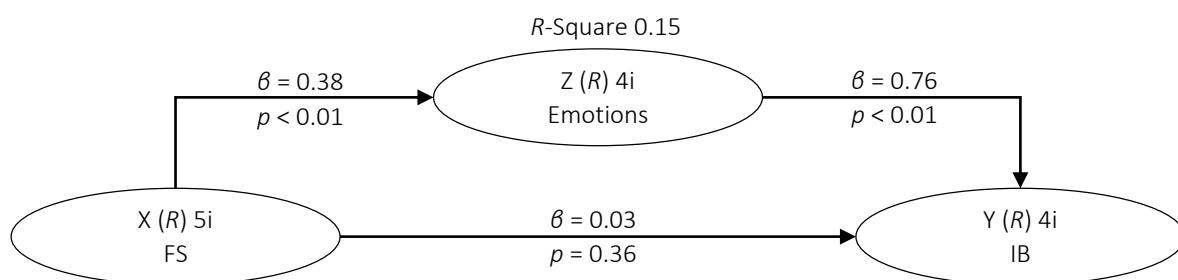 R-Square 0.15
β = 0.38
p < 0.01
Z (R) 4i
Emotions
β = 0.76
p < 0.01
X (R) 5i
FS
β = 0.03
p = 0.36
Y (R) 4i
IB